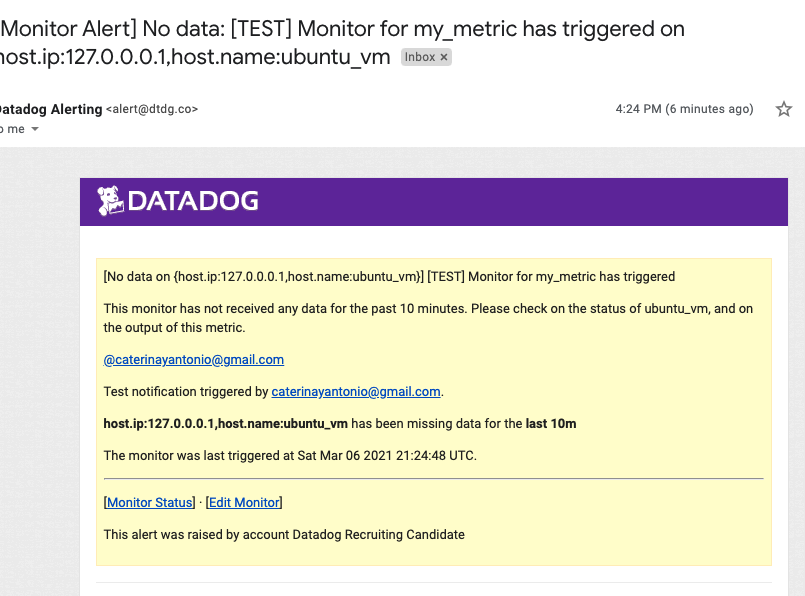 Monitor Alert] No data: [TEST] Monitor for my_metric has triggered on
host.ip:127.0.0.0.1,host.name:ubuntu_vm Inbox ×
Datadog Alerting <alert@dtdg.co> 4:24 PM (6 minutes ago)
o me
DATADOG
[No data on {host.ip:127.0.0.0.1,host.name:ubuntu_vm}] [TEST] Monitor for my_metric has triggered
This monitor has not received any data for the past 10 minutes. Please check on the status of ubuntu_vm, and on
the output of this metric.
@caterinayantonio@gmail.com
Test notification triggered by caterinayantonio@gmail.com.
host.ip:127.0.0.0.1,host.name:ubuntu_vm has been missing data for the last 10m
The monitor was last triggered at Sat Mar 06 2021 21:24:48 UTC.
[Monitor Status] · [Edit Monitor]
This alert was raised by account Datadog Recruiting Candidate